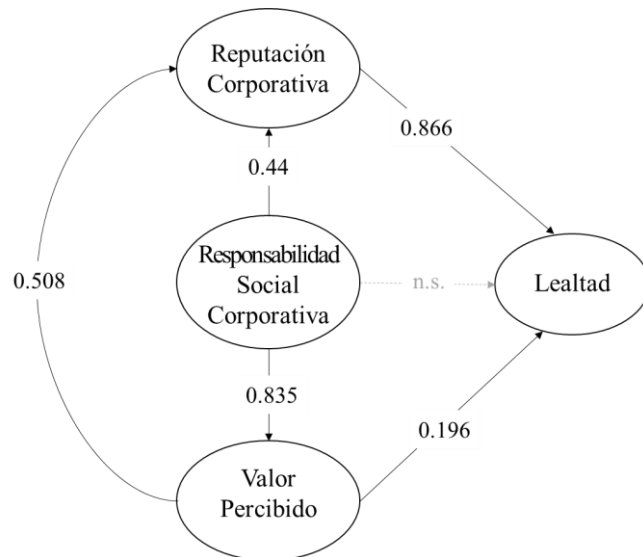 Reputación
Corporativa
0.866
0.44
Responsabilidad
Social
Corporativa
n.s.
Lealtad
0.508
0.835
0.196
Valor
Percibido